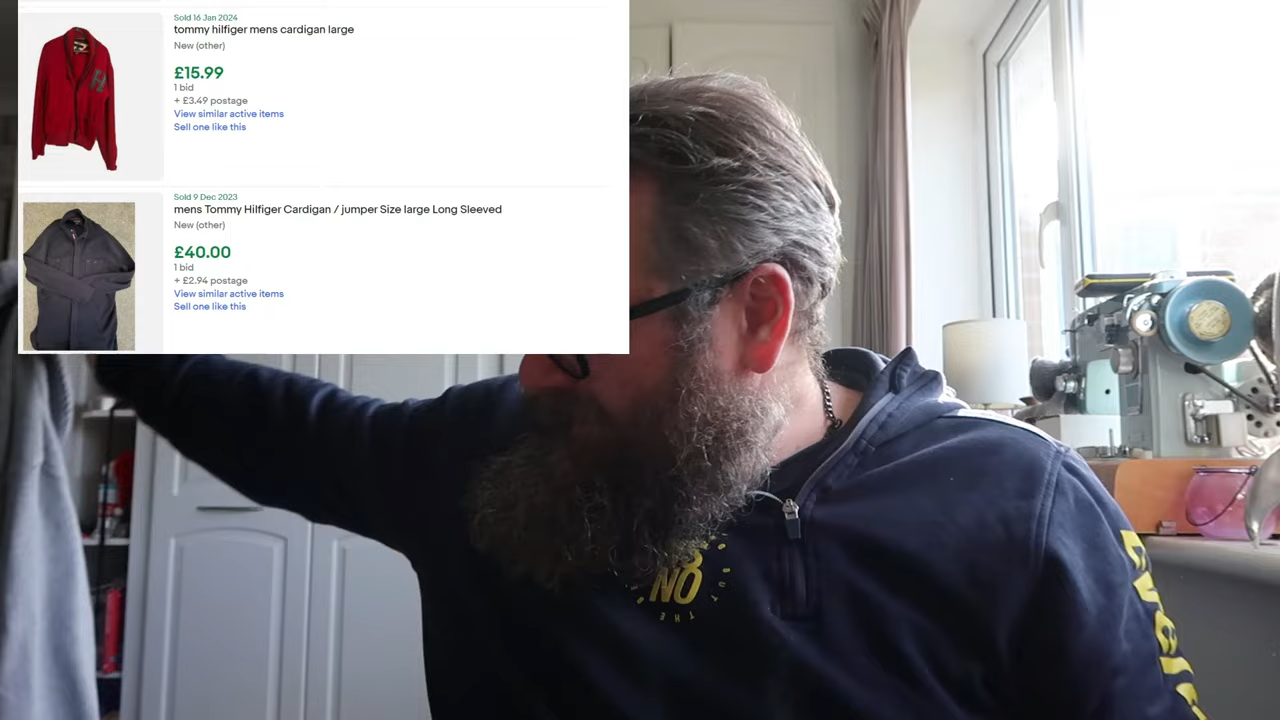 Sold 16 Jan 2024
tommy hilfiger mens cardigan large
New (other)
£15.99
1 bid
+ £3.49 postage
View similar active items
Sell one like this
Sold 9 Dec 2023
mens Tommy Hilfiger Cardigan / jumper Size large Long Sleeved
New (other)
£40.00
1 bid
+ £2.94 postage
View similar active items
Sell one like this
NO